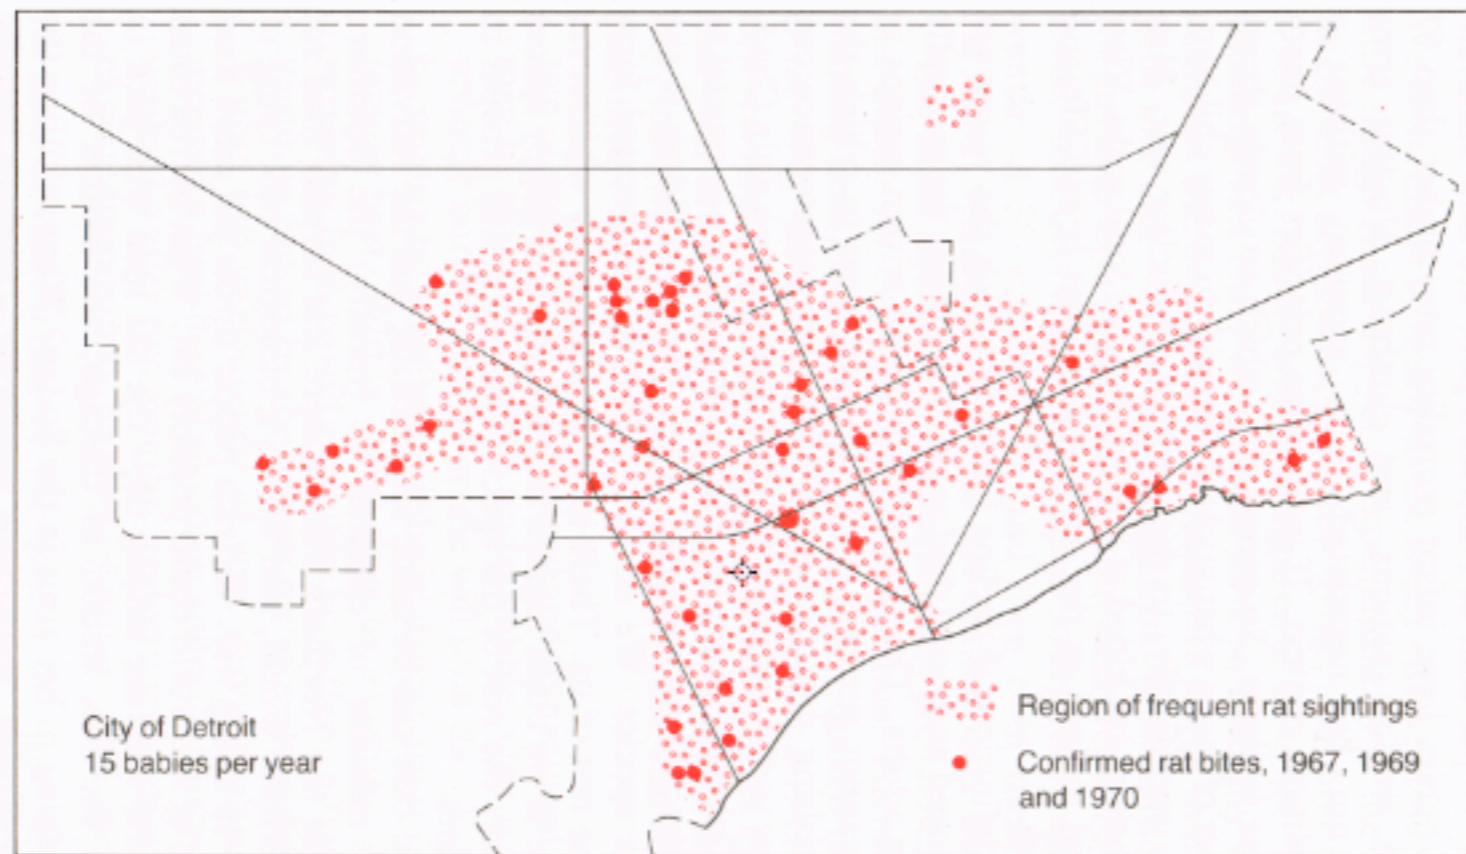 City of Detroit
15 babies per year
Region of frequent rat sightings
Confirmed rat bites, 1967, 1969
and 1970